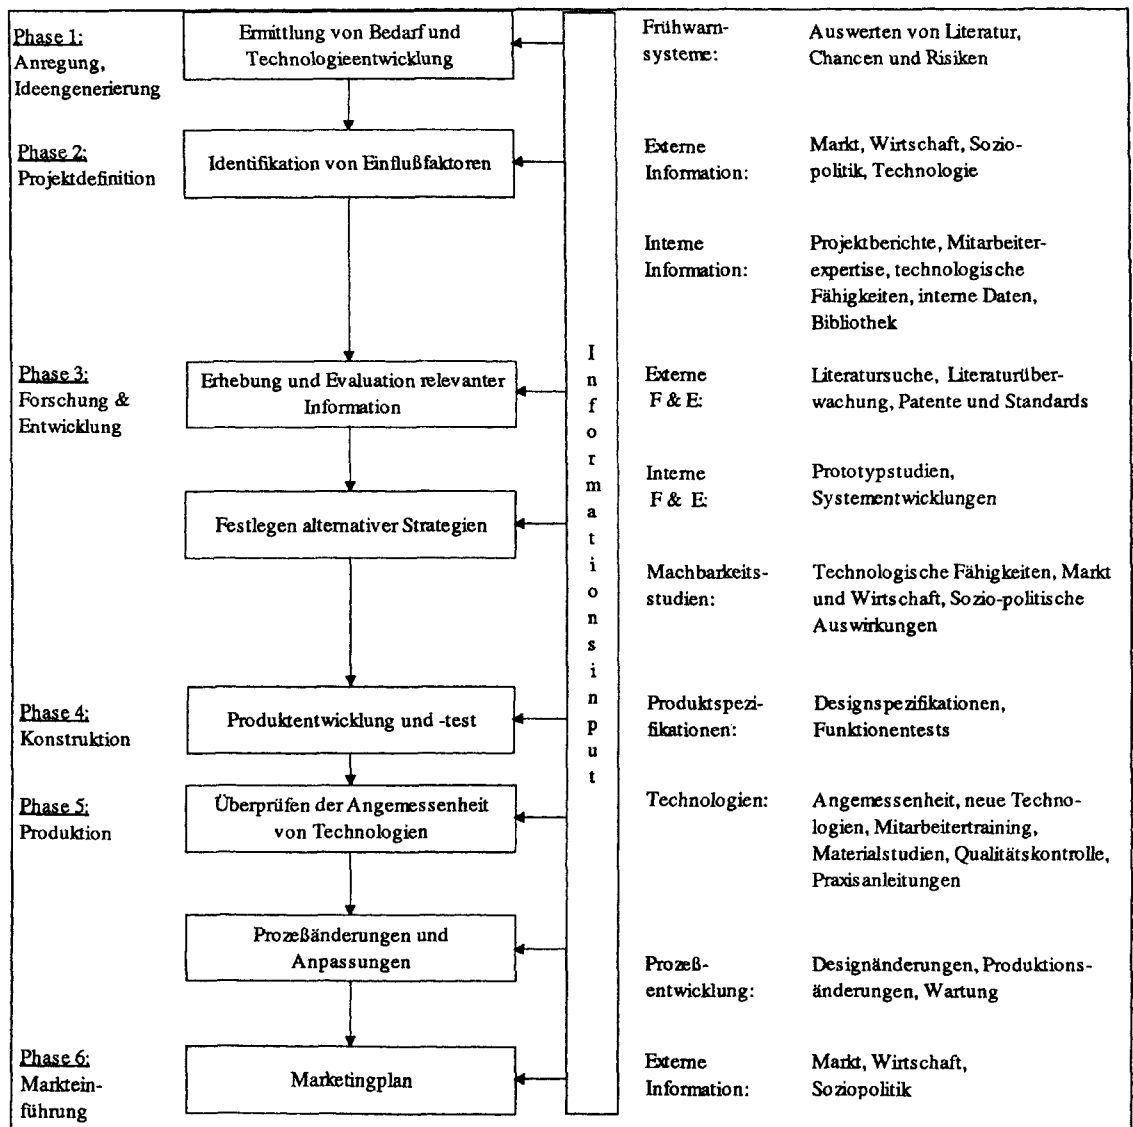 Phase 1:
Anregung,
Ideengenerierung
Ermittlung von Bedarf und
Technologieentwicklung
Frühwarn-
systeme:
Auswerten von Literatur,
Chancen und Risiken
Phase 2:
Projektdefinition
Identifikation von Einflußfaktoren
Externe
Information:
Markt, Wirtschaft, Sozio-
politik, Technologie
Interne
Information:
Projektberichte, Mitarbeiter-
expertise, technologische
Fähigkeiten, interne Daten,
Bibliothek
Informationsinput
Phase 3:
Forschung &
Entwicklung
Erhebung und Evaluation relevanter
Information
Externe
F & E:
Literatursuche, Literaturüber-
wachung, Patente und Standards
Interne
F & E:
Prototypstudien,
Systementwicklungen
Festlegen alternativer Strategien
Machbarkeits-
studien:
Technologische Fähigkeiten, Markt
und Wirtschaft, Sozio-politische
Auswirkungen
Phase 4:
Konstruktion
Produktentwicklung und -test
Produktspezi-
fikationen:
Designspezifikationen,
Funktionentests
Phase 5:
Produktion
Überprüfen der Angemessenheit
von Technologien
Technologien:
Angemessenheit, neue Techno-
logien, Mitarbeitertraining,
Materialstudien, Qualitätskontrolle,
Praxisanleitungen
Prozeßänderungen und
Anpassungen
Prozeß-
entwicklung:
Designänderungen, Produktions-
änderungen, Wartung
Phase 6:
Marktein-
führung
Marketingplan
Externe
Information:
Markt, Wirtschaft,
Soziopolitik